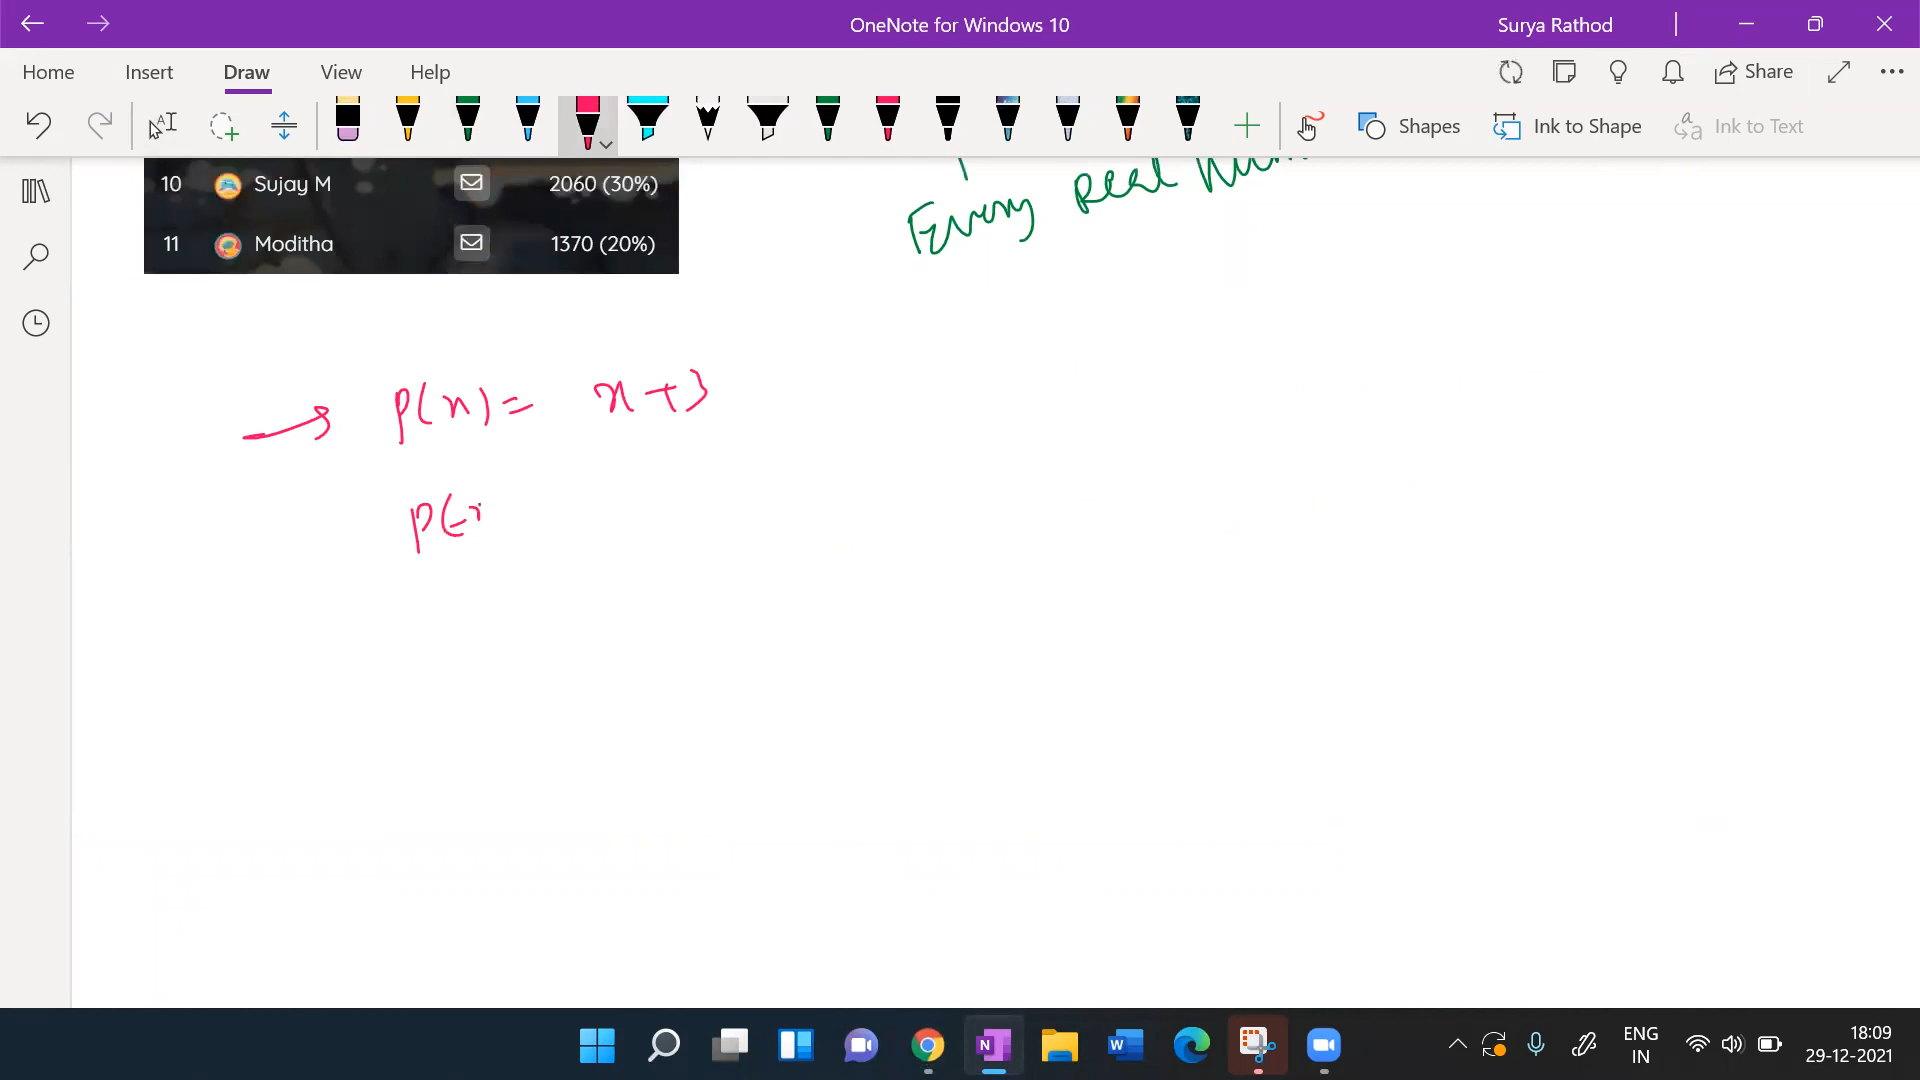 OneNote for Windows 10
Surya Rathod
Home Insert Draw View Help
Share
Shapes Ink to Shape Ink to Text
10 Sujay M 2060 (30%)
11 Moditha 1370 (20%)
Every real
p(x) = x+3
p(-
ENG
IN
18:09
29-12-2021